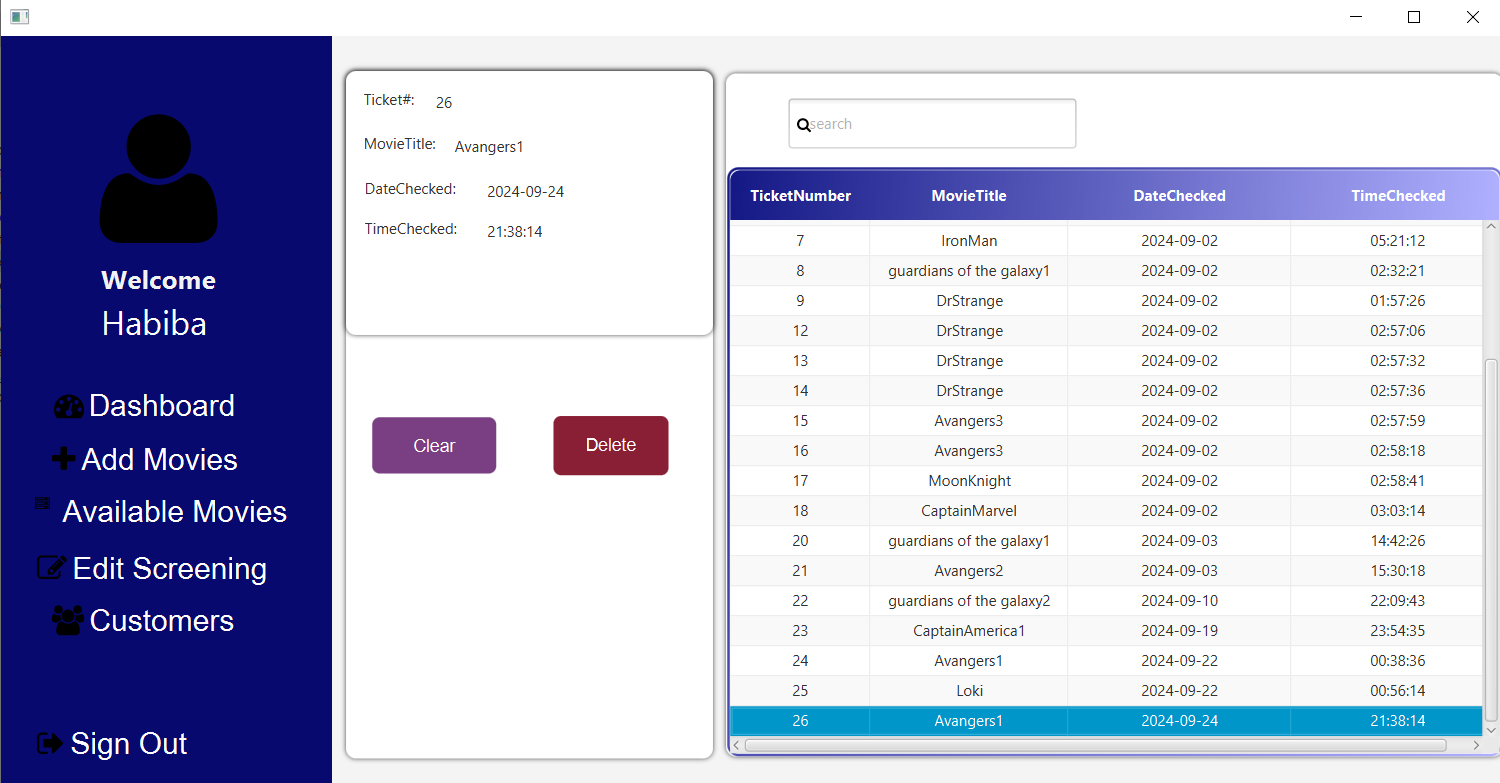 Welcome
Habiba
Dashboard
Add Movies
Available Movies
Edit Screening
Customers
Sign Out
Ticket#: 26
MovieTitle: Avangers1
DateChecked: 2024-09-24
TimeChecked: 21:38:14
Clear Delete
search
TicketNumber MovieTitle DateChecked TimeChecked
7 IronMan 2024-09-02 05:21:12
8 guardians of the galaxy1 2024-09-02 02:32:21
9 DrStrange 2024-09-02 01:57:26
12 DrStrange 2024-09-02 02:57:06
13 DrStrange 2024-09-02 02:57:32
14 DrStrange 2024-09-02 02:57:36
15 Avangers3 2024-09-02 02:57:59
16 Avangers3 2024-09-02 02:58:18
17 MoonKnight 2024-09-02 02:58:41
18 CaptainMarvel 2024-09-02 03:03:14
20 guardians of the galaxy1 2024-09-03 14:42:26
21 Avangers2 2024-09-03 15:30:18
22 guardians of the galaxy2 2024-09-10 22:09:43
23 CaptainAmerica1 2024-09-19 23:54:35
24 Avangers1 2024-09-22 00:38:36
25 Loki 2024-09-22 00:56:14
26 Avangers1 2024-09-24 21:38:14